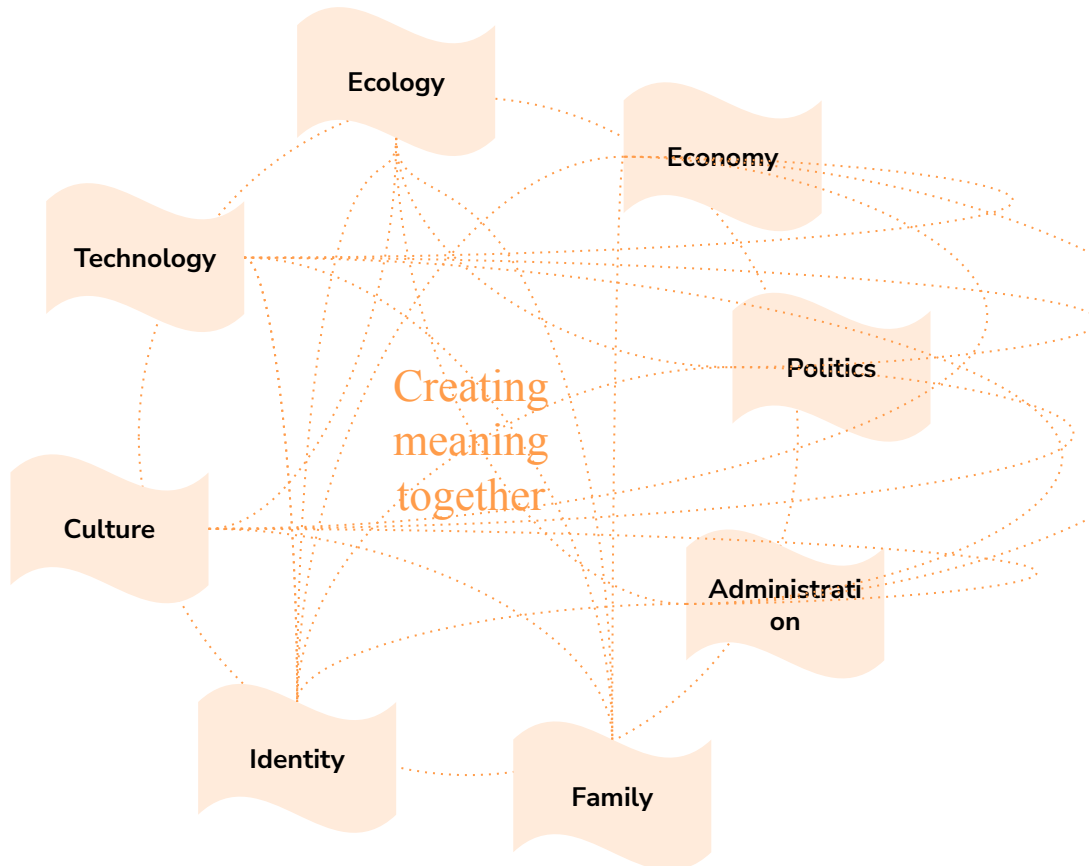 Ecology
Economy
Technology
Politics
Creating
meaning
together
Culture
Administrati
on
Identity
Family